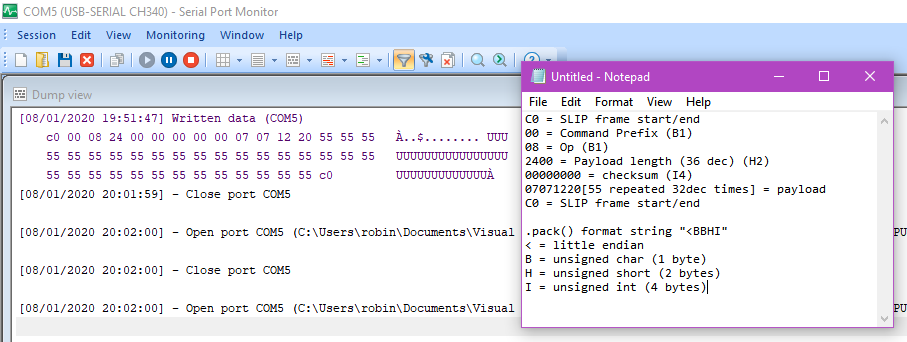 COM5 (USB-SERIAL CH340) - Serial Port Monitor
Session Edit View Monitoring Window Help
Dump view
[08/01/2020 19:51:47] Written data (COM5)
c0 00 08 24 00 00 00 00 00 07 07 12 20 55 55 55 À..$........ UUU
55 55 55 55 55 55 55 55 55 55 55 55 55 55 55 55 UUUUUUUUUUUUUUUU
55 55 55 55 55 55 55 55 55 55 55 55 55 c0 UUUUUUUUUUUUUÀ
[08/01/2020 20:01:59] - Close port COM5
[08/01/2020 20:02:00] - Open port COM5 (C:\Users\robin\Documents\Visual
[08/01/2020 20:02:00] - Close port COM5
[08/01/2020 20:02:00] - Open port COM5 (C:\Users\robin\Documents\Visual
PU
PU
Untitled - Notepad
File Edit Format View Help
C0 = SLIP frame start/end
00 = Command Prefix (B1)
08 = Op (B1)
2400 = Payload length (36 dec) (H2)
00000000 = checksum (I4)
07071220[55 repeated 32dec times] = payload
C0 = SLIP frame start/end
.pack() format string "<BBHI"
< = little endian
B = unsigned char (1 byte)
H = unsigned short (2 bytes)
I = unsigned int (4 bytes)